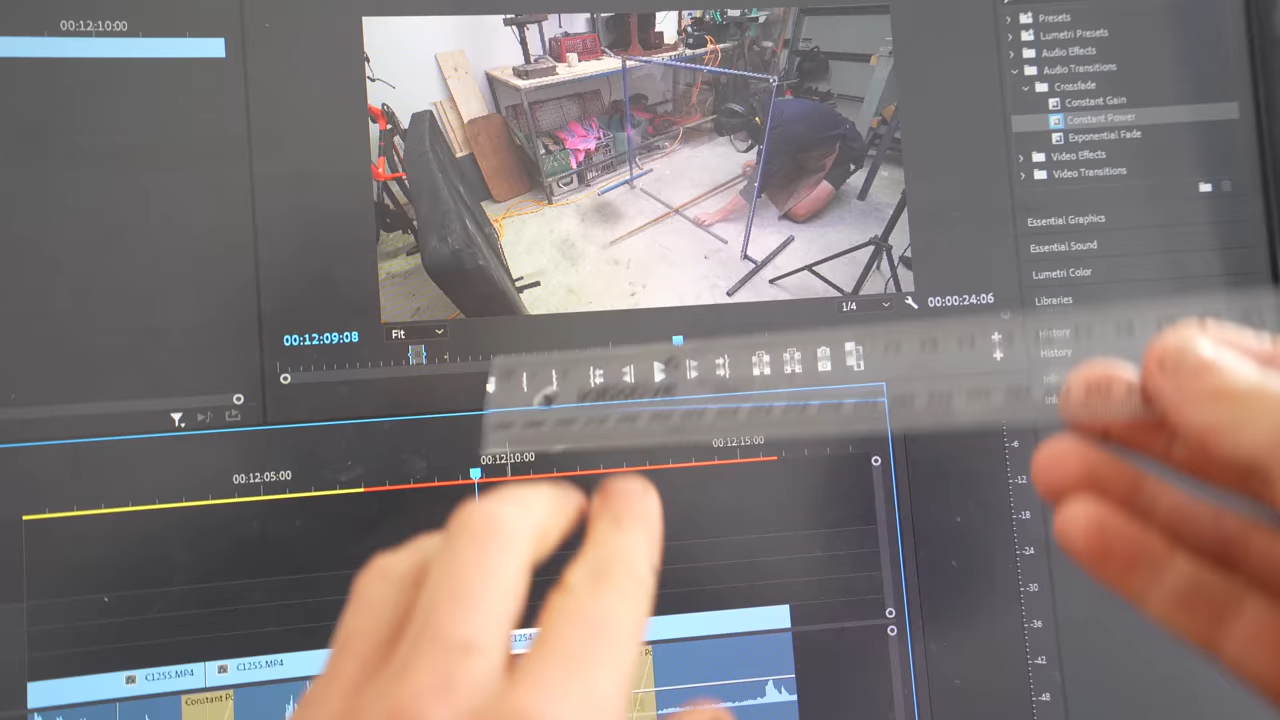 00:12:10:00
Presets
Lumetri Presets
Audio Effects
Audio Transitions
Crossfade
Constant Gain
Constant Power
Exponential Fade
Video Effects
Video Transitions
Essential Graphics
Essential Sound
Lumetri Color
Libraries
History
History
00:12:09:08
Fit
1/4
00:00:24:06
00:12:05:00
00:12:10:00
00:12:15:00
-6
-12
-18
-24
-30
-36
-42
-48
C1255.MP4
C1255.MP4
Constant Po